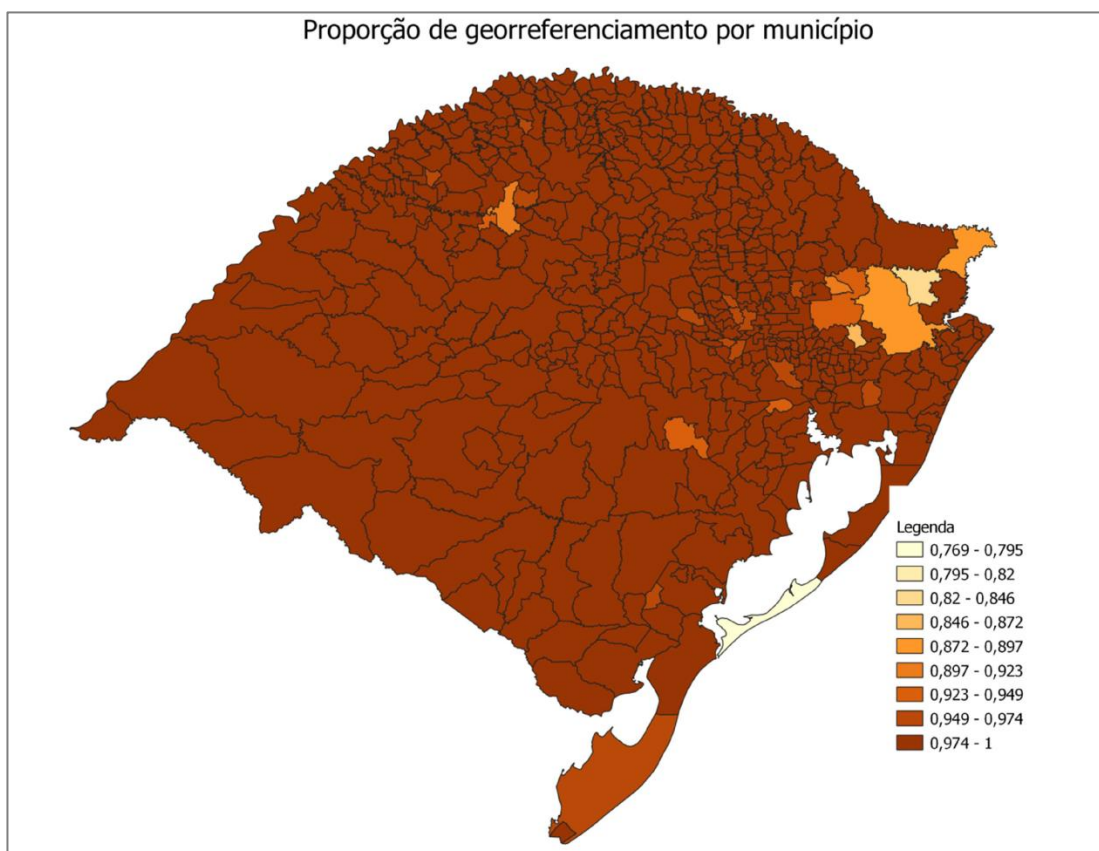 Proporção de georreferenciamento por município
Legenda
0,769 - 0,795
0,795 - 0,82
0,82 - 0,846
0,846 - 0,872
0,872 - 0,897
0,897 - 0,923
0,923 - 0,949
0,949 - 0,974
0,974 - 1